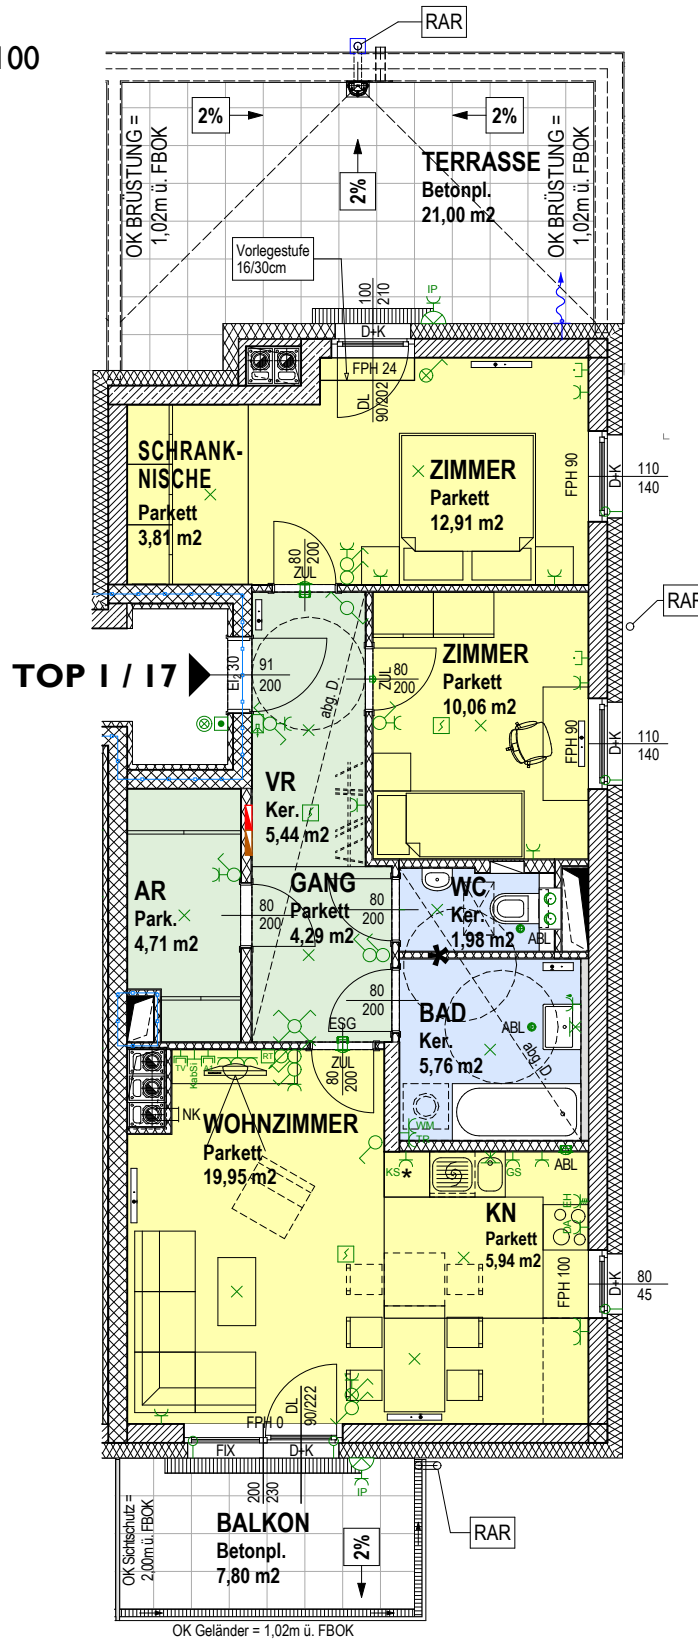 100
RAR
2%
2%
OK BRÜSTUNG =
1,02m ü. FBOK
TERRASSE
Betonpl.
21,00 m2
OK BRÜSTUNG =
1,02m ü. FBOK
2%
Vorlegestufe
16/30cm
100
210
IP
D+K
FPH 24
DL
90/202
SCHRANK-
NISCHE
Parkett
3,81 m2
ZIMMER
Parkett
12,91 m2
FPH 90
D+K
110
140
80
200
ZUL
RAR
TOP 1 / 17
EI₂ 30
91
200
abg. D.
ZUL
80
200
ZIMMER
Parkett
10,06 m2
FPH 90
D+K
110
140
VR
Ker.
5,44 m2
AR
Park.
4,71 m2
80
200
GANG
Parkett
4,29 m2
80
200
WC
Ker.
1,98 m2
ABL
*
80
200
BAD
Ker.
5,76 m2
ABL
abg. D.
ESG
ZUL
80
200
TV
KabSi
RT
NK
WOHNZIMMER
Parkett
19,95 m2
WM
TR
KS
*
GS
ABL
KN
Parkett
5,94 m2
EH
DA
FPH 100
D+K
80
45
FPH 0
DL
90/222
FIX
D+K
200
230
IP
OK Sichtschutz =
2,00m ü. FBOK
BALKON
Betonpl.
7,80 m2
2%
RAR
OK Geländer = 1,02m ü. FBOK